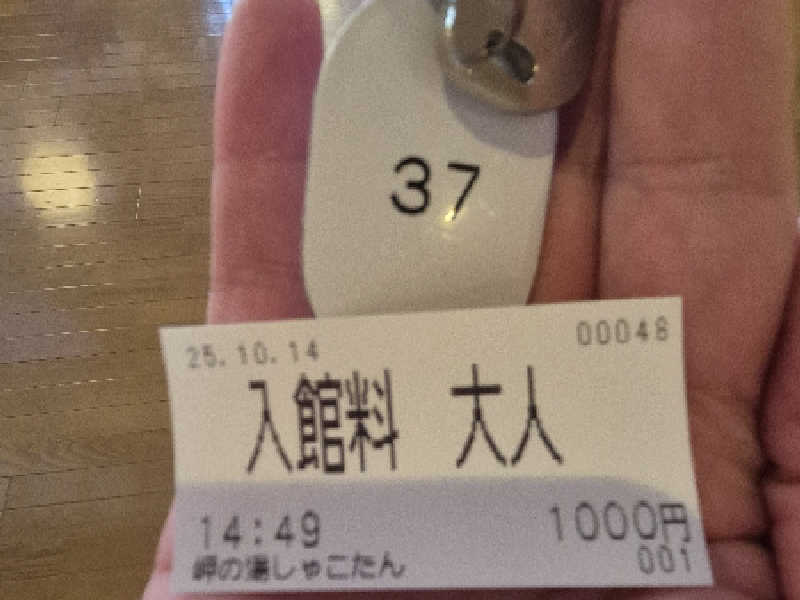 37
25.10.14 00048
入館料 大人
14:49 1000円
岬の湯しゃこたん 001